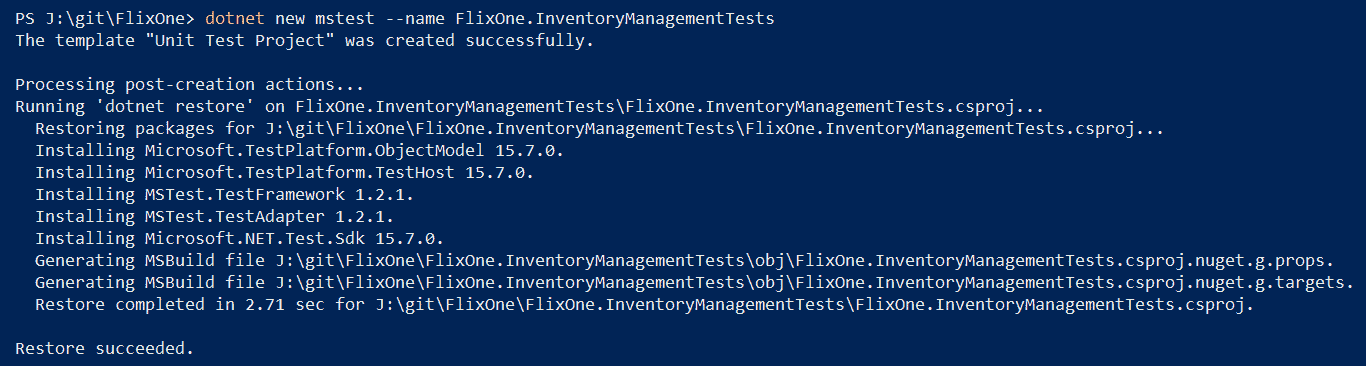 PS J:\git\FlixOne> dotnet new mstest --name FlixOne.InventoryManagementTests
The template "Unit Test Project" was created successfully.
Processing post-creation actions...
Running 'dotnet restore' on FlixOne.InventoryManagementTests\FlixOne.InventoryManagementTests.csproj...
Restoring packages for J:\git\FlixOne\FlixOne.InventoryManagementTests\FlixOne.InventoryManagementTests.csproj...
Installing Microsoft.TestPlatform.ObjectModel 15.7.0.
Installing Microsoft.TestPlatform.TestHost 15.7.0.
Installing MSTest.TestFramework 1.2.1.
Installing MSTest.TestAdapter 1.2.1.
Installing Microsoft.NET.Test.Sdk 15.7.0.
Generating MSBuild file J:\git\FlixOne\FlixOne.InventoryManagementTests\obj\FlixOne.InventoryManagementTests.csproj.nuget.g.props.
Generating MSBuild file J:\git\FlixOne\FlixOne.InventoryManagementTests\obj\FlixOne.InventoryManagementTests.csproj.nuget.g.targets.
Restore completed in 2.71 sec for J:\git\FlixOne\FlixOne.InventoryManagementTests\FlixOne.InventoryManagementTests.csproj.
Restore succeeded.